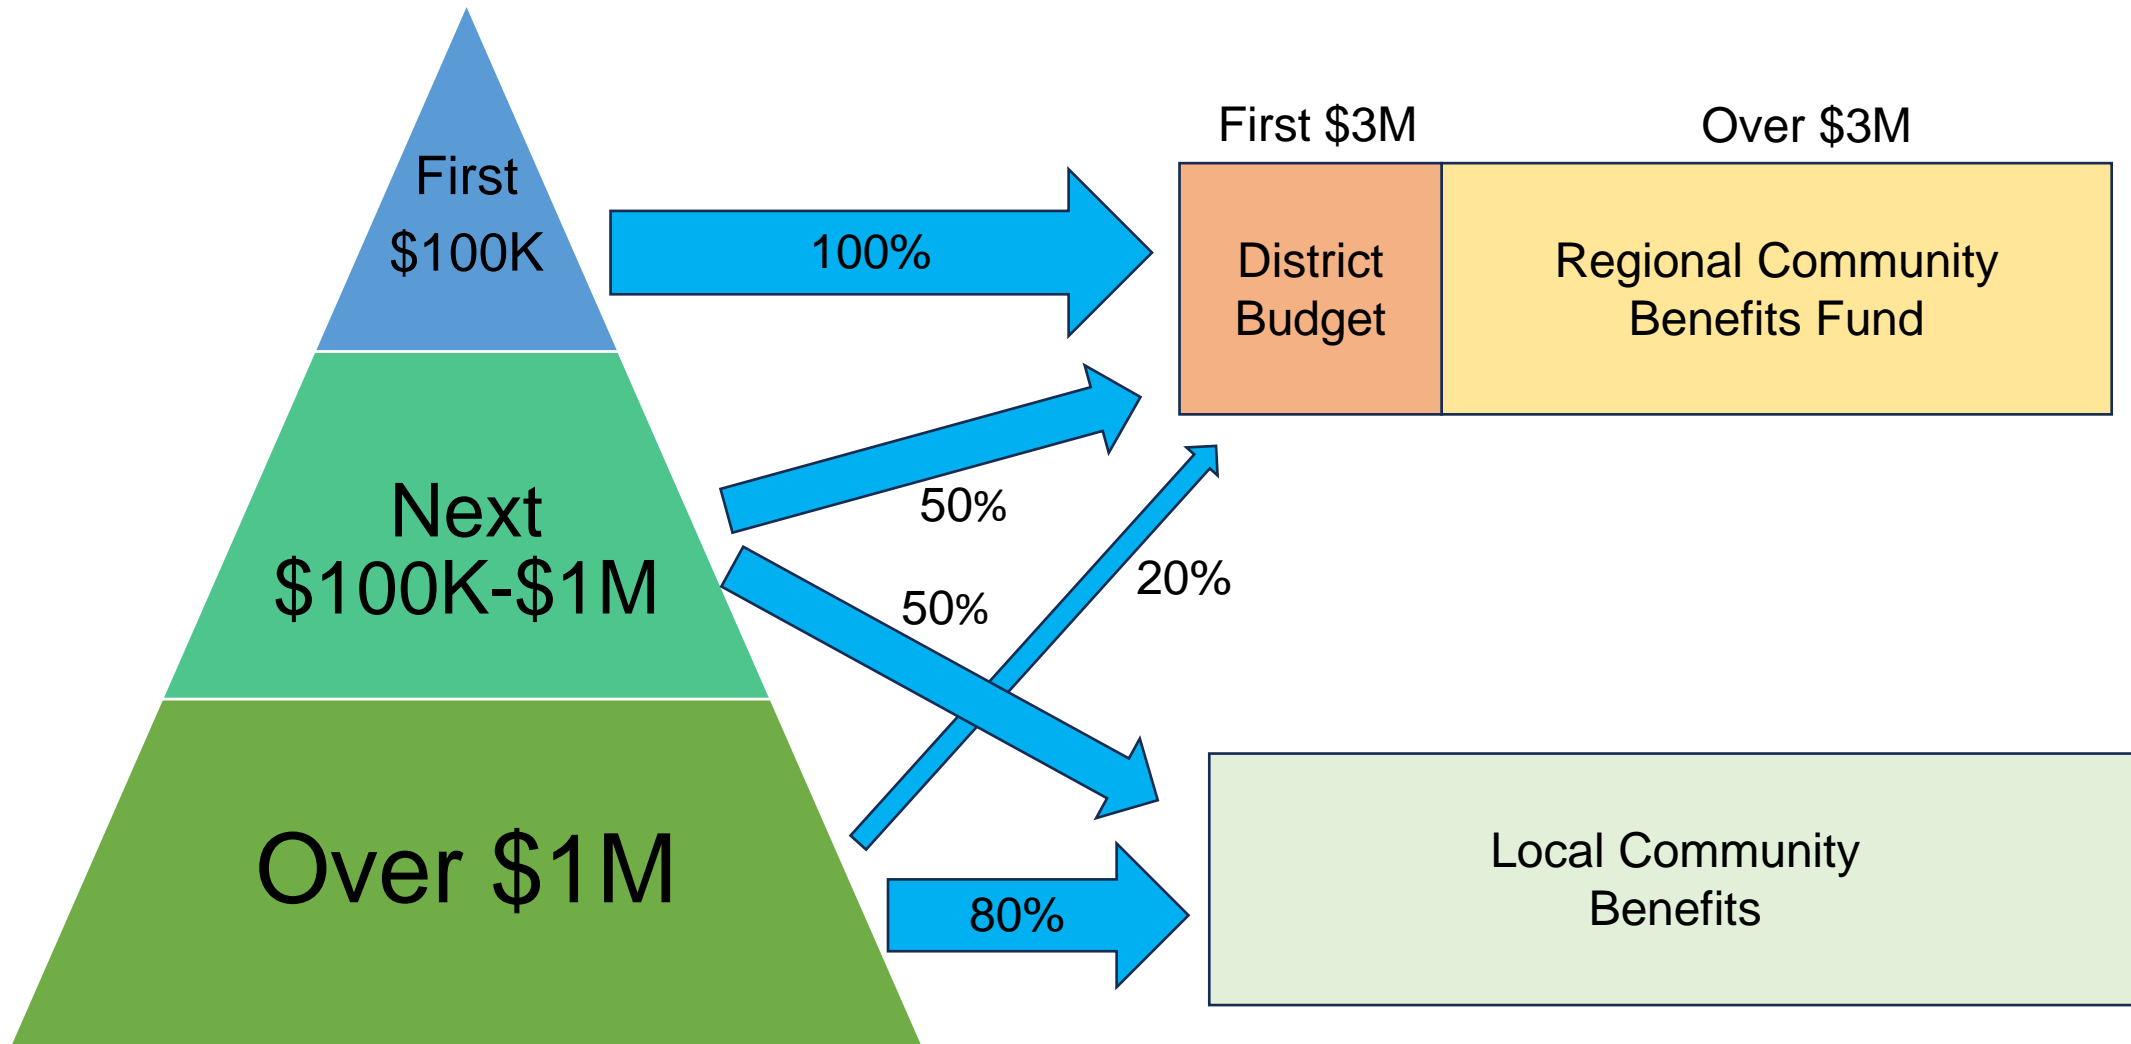 First
$100K
Next
$100K-$1M
Over $1M
100%
50%
50%
20%
80%
First $3M
Over $3M
District
Budget
Regional Community
Benefits Fund
Local Community
Benefits